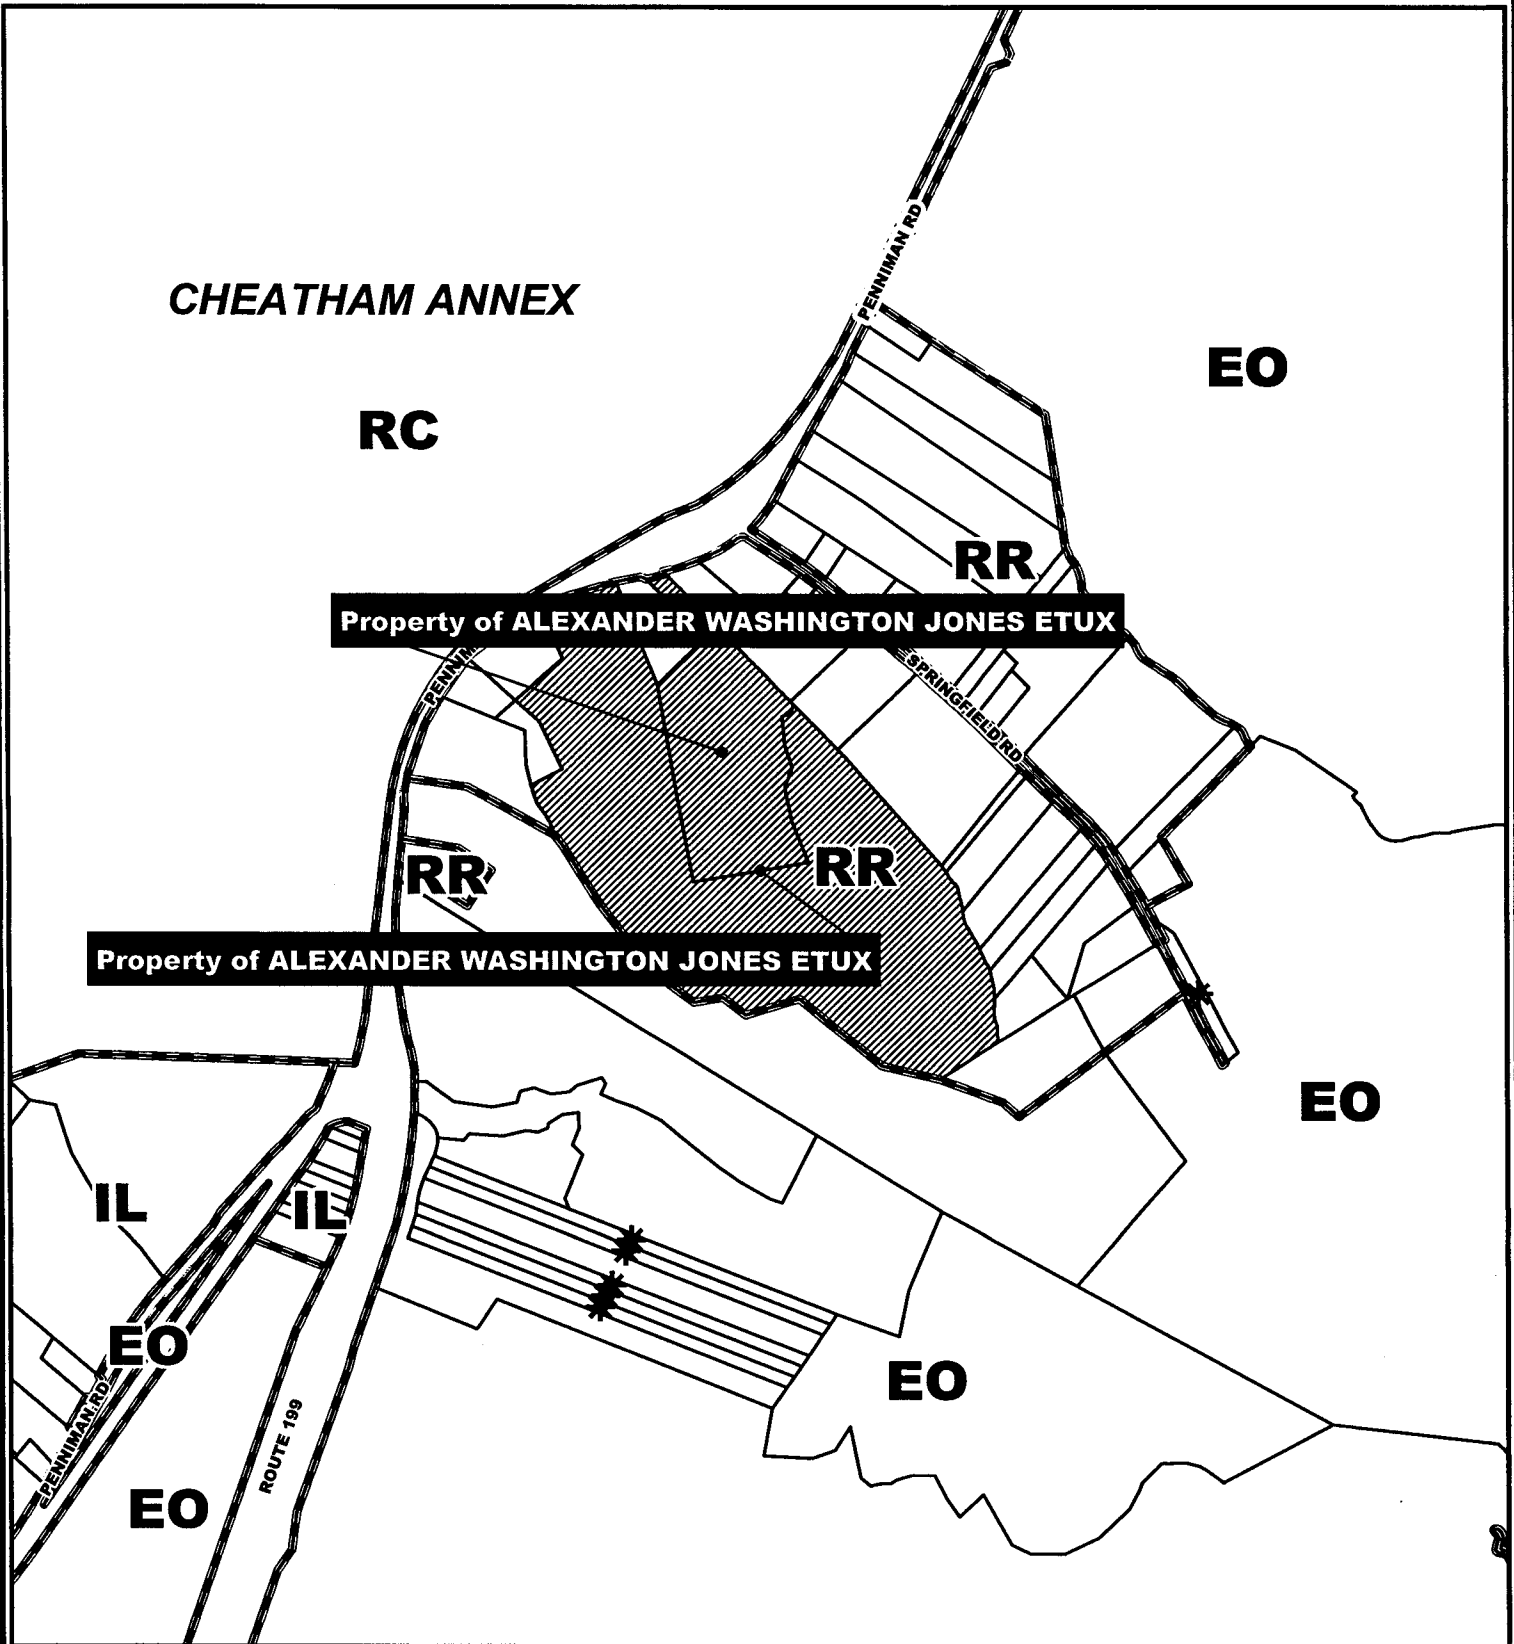 PENNIMAN RD
CHEATHAM ANNEX
EO
RC
RR
Property of ALEXANDER WASHINGTON JONES ETUX
SPRINGFIELD RD
RR
RR
Property of ALEXANDER WASHINGTON JONES ETUX
EO
IL
IL
EO
EO
PENNIMAN RD
ROUTE 199
EO